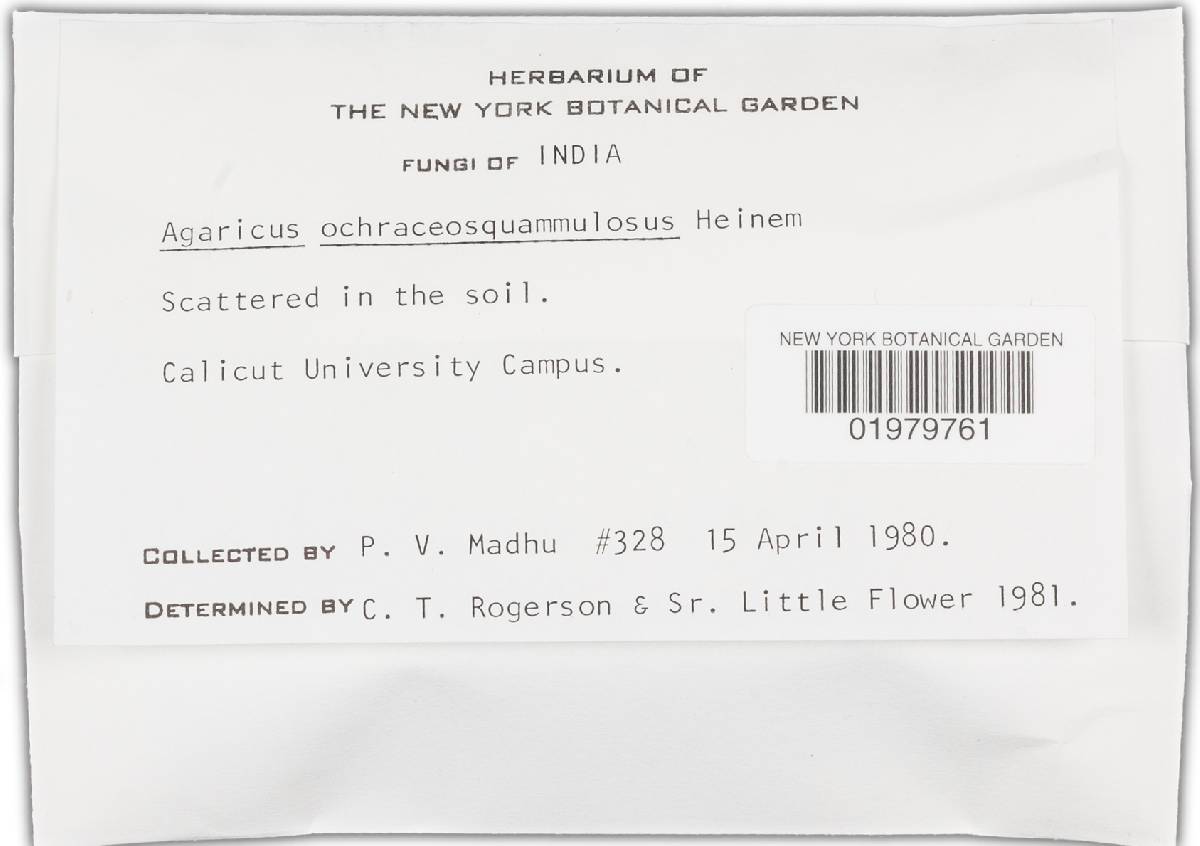 HERBARIUM OF
THE NEW YORK BOTANICAL GARDEN
FUNGI OF INDIA
Agaricus ochraceosquammulosus Heinem
Scattered in the soil.
Calicut University Campus.
NEW YORK BOTANICAL GARDEN
01979761
COLLECTED BY P. V. Madhu #328 15 April 1980.
DETERMINED BY C. T. Rogerson & Sr. Little Flower 1981.